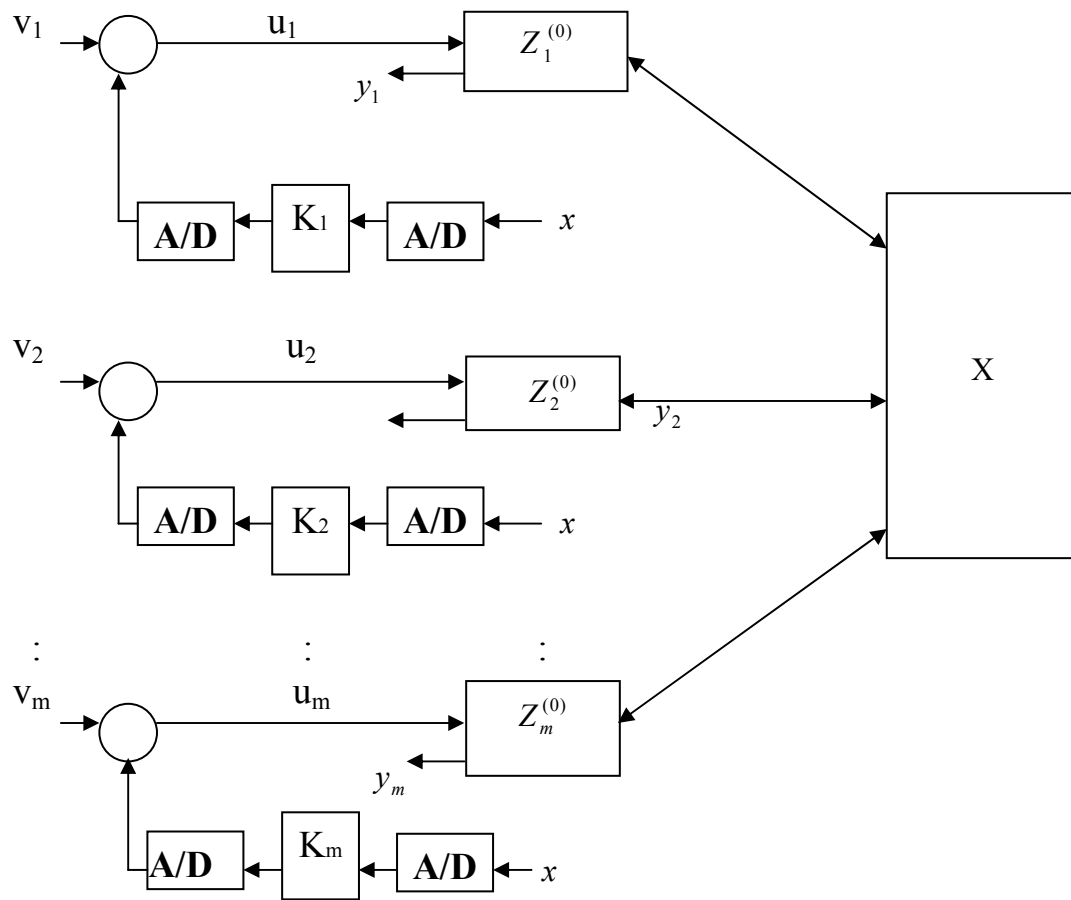 v₁ u₁ Z₁⁽⁰⁾
y₁
A/D K₁ A/D x
v₂ u₂ Z₂⁽⁰⁾ X
y₂
A/D K₂ A/D x
⋮ ⋮ ⋮
vₘ uₘ Zₘ⁽⁰⁾
yₘ
A/D Kₘ A/D x